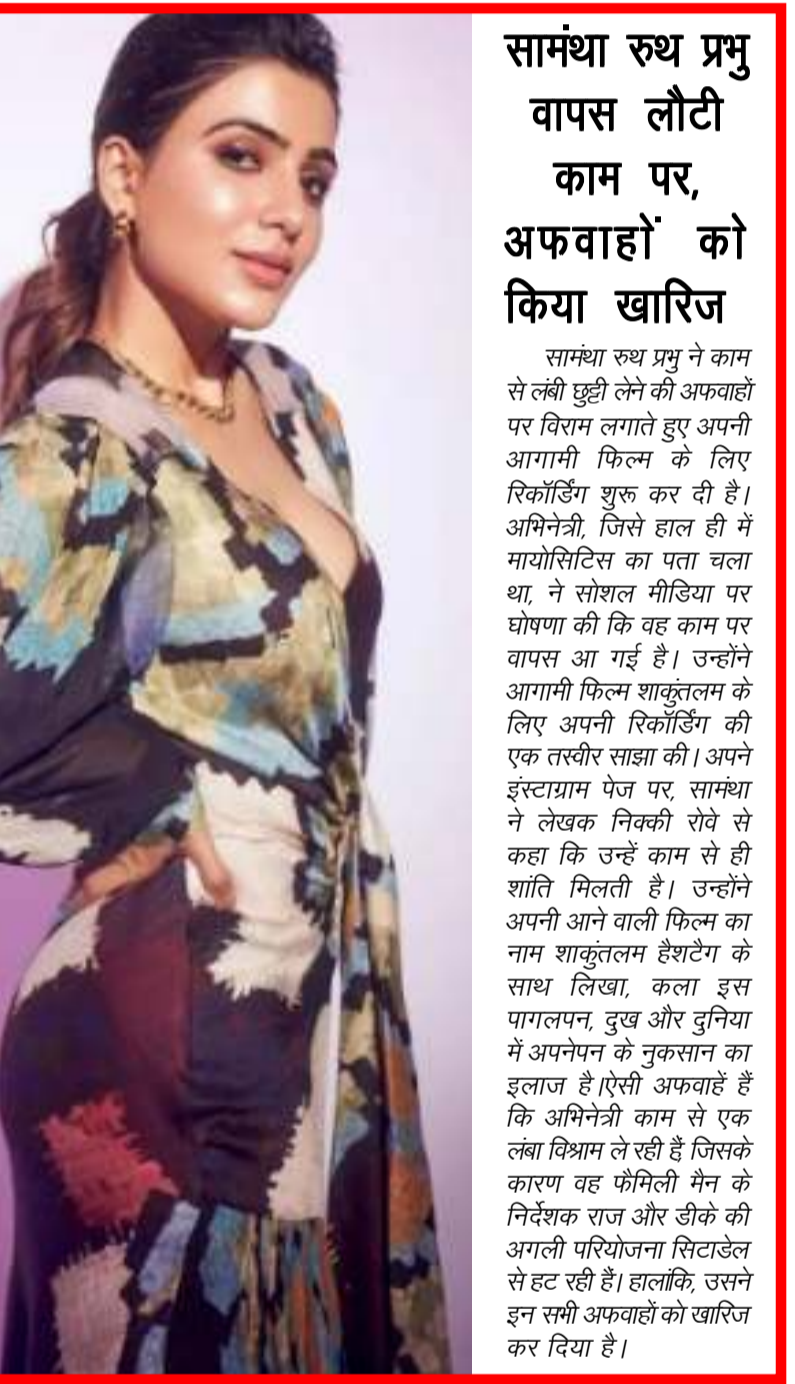 सामंथा रुथ प्रभु
वापस लौटी
काम पर,
अफवाहों को
किया खारिज
सामंथा रुथ प्रभु ने काम
से लंबी छुट्टी लेने की अफवाहों
पर विराम लगाते हुए अपनी
आगामी फिल्म के लिए
रिकॉर्डिंग शुरू कर दी है।
अभिनेत्री, जिसे हाल ही में
मायोसिटिस का पता चला
था, ने सोशल मीडिया पर
घोषणा की कि वह काम पर
वापस आ गई है। उन्होंने
आगामी फिल्म शाकुंतलम के
लिए अपनी रिकॉर्डिंग की
एक तस्वीर साझा की। अपने
इंस्टाग्राम पेज पर, सामंथा
ने लेखक निक्की रोवे से
कहा कि उन्हें काम से ही
शांति मिलती है। उन्होंने
अपनी आने वाली फिल्म का
नाम शाकुंतलम हैशटैग के
साथ लिखा, कला इस
पागलपन, दुख और दुनिया
में अपनेपन के नुकसान का
इलाज है।ऐसी अफवाहें हैं
कि अभिनेत्री काम से एक
लंबा विश्राम ले रही हैं, जिसके
कारण वह फैमिली मैन के
निर्देशक राज और डीके की
अगली परियोजना सिटाडेल
से हट रही हैं। हालांकि, उसने
इन सभी अफवाहों को खारिज
कर दिया है।